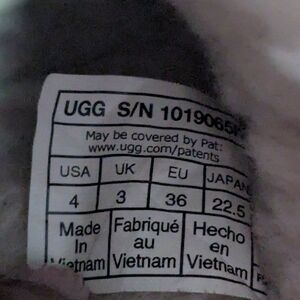 UGG S/N 1019065K
May be covered by Pat:
www.ugg.com/patents
USA UK EU JAPAN
4 3 36 22.5
Made Fabriqué Hecho
In au en
Vietnam Vietnam Vietnam